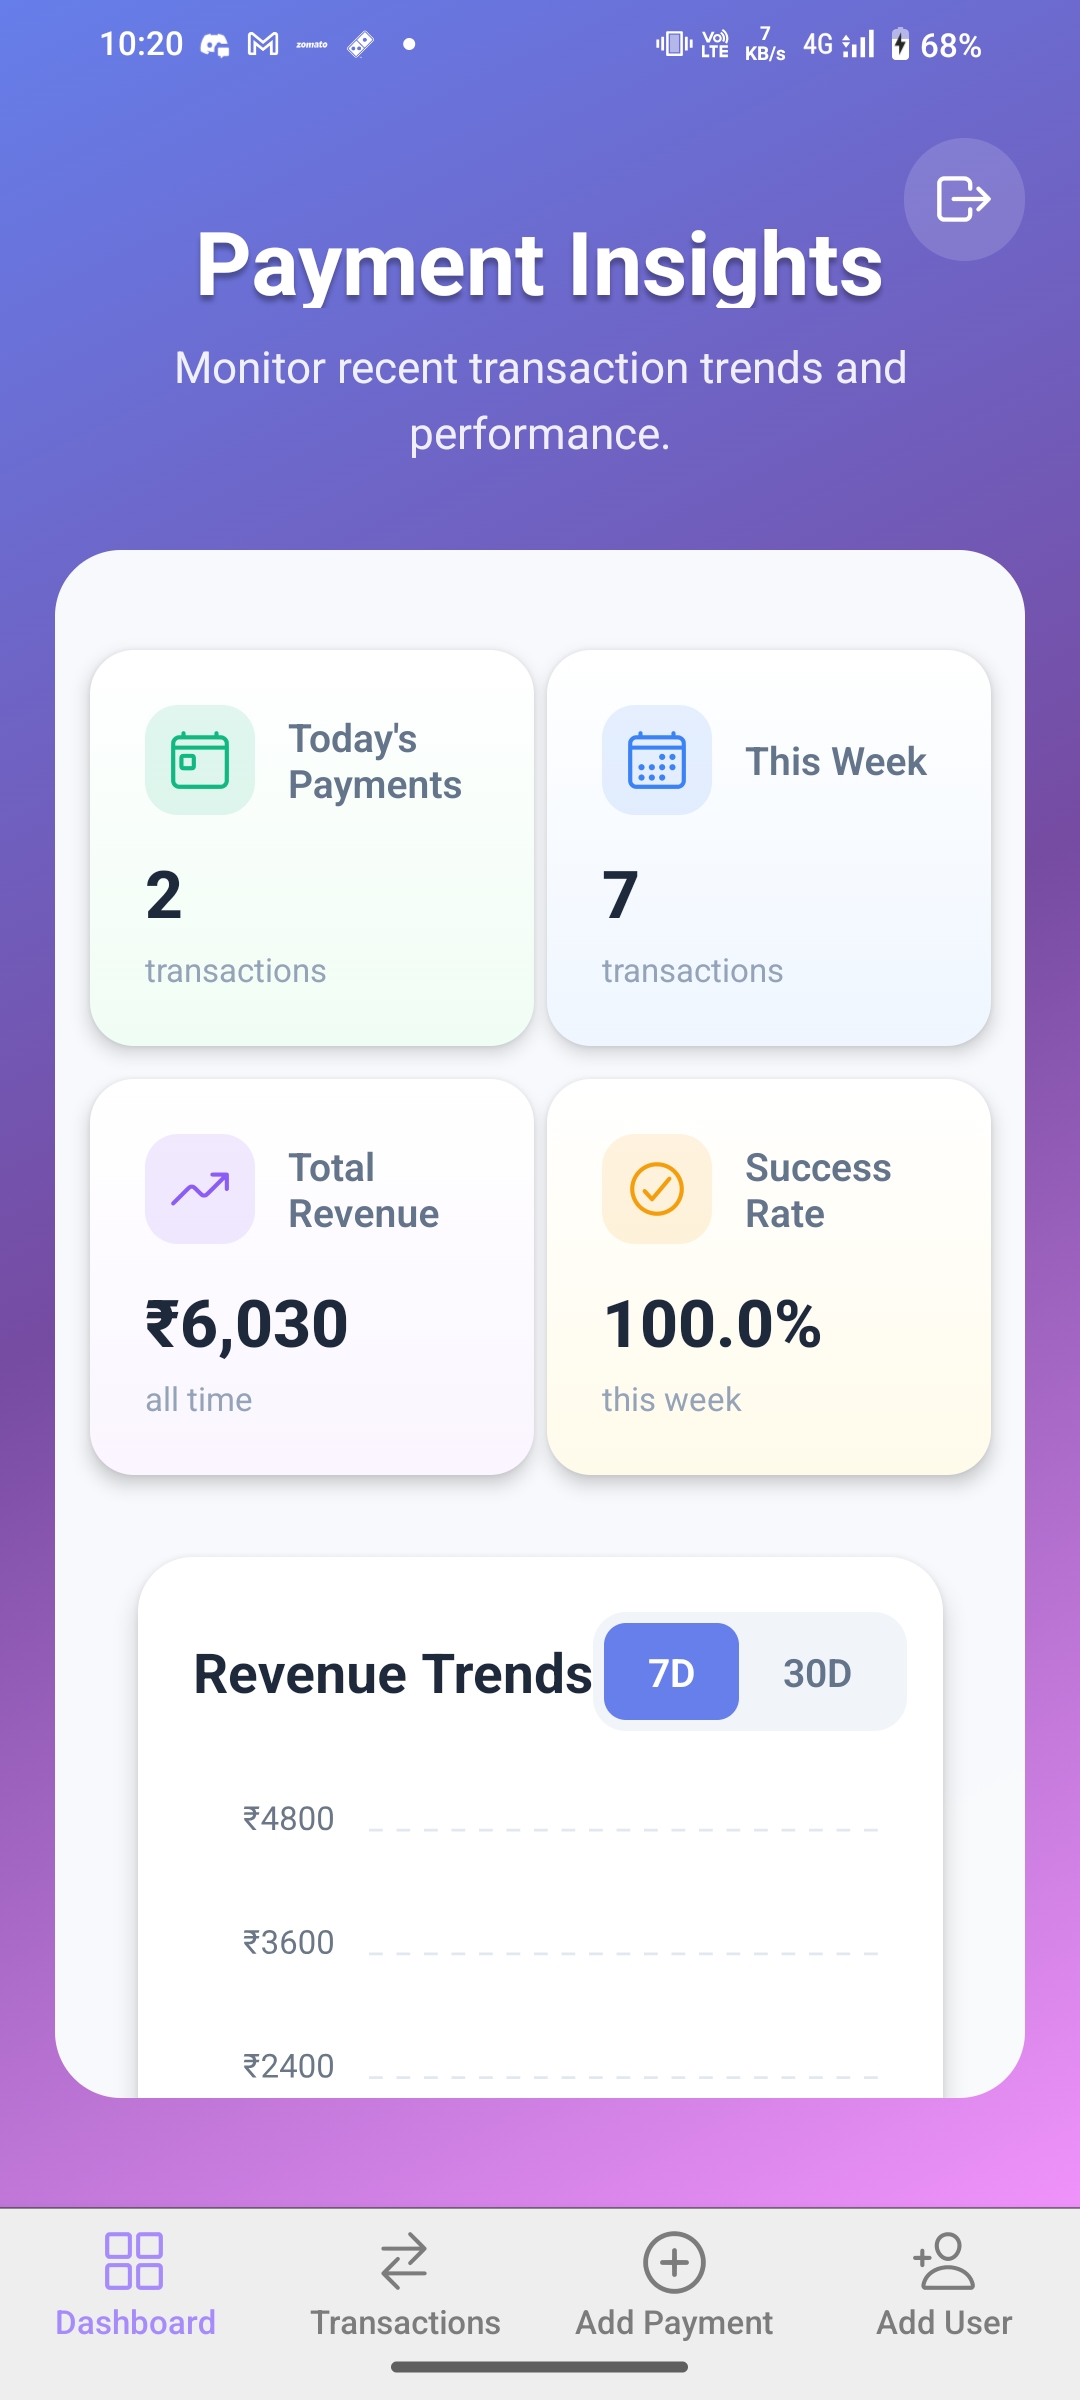 10:20 zomato VoLTE 7 KB/s 4G 68%
Payment Insights
Monitor recent transaction trends and
performance.
Today's
Payments
2
transactions
This Week
7
transactions
Total
Revenue
₹6,030
all time
Success
Rate
100.0%
this week
Revenue Trends 7D 30D
₹4800
₹3600
₹2400
Dashboard Transactions Add Payment Add User